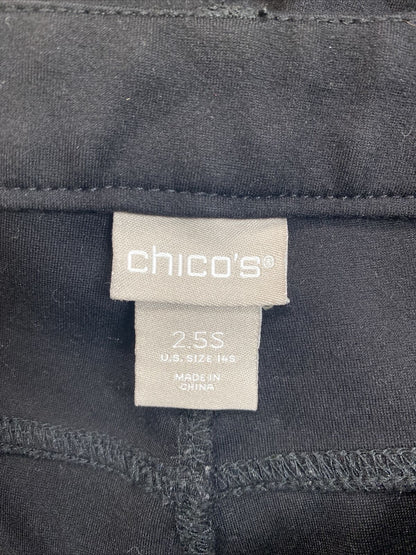 chico's®
2.5S
U.S. SIZE 14S
MADE IN
CHINA